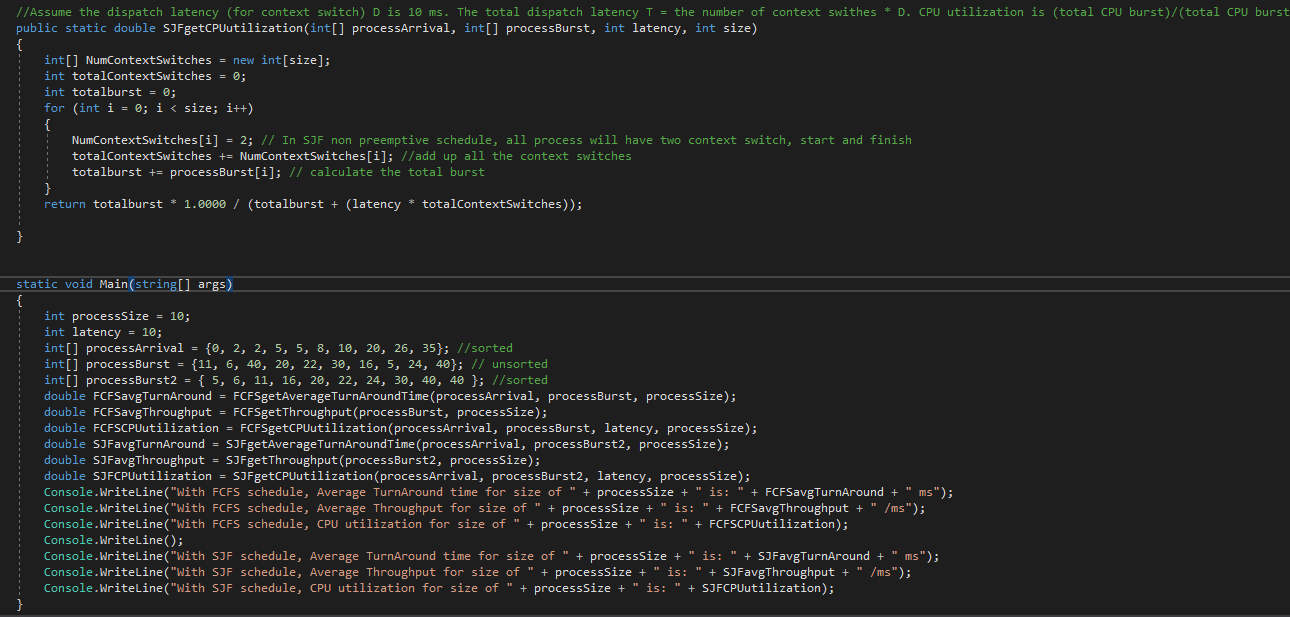 //Assume the dispatch latency (for context switch) D is 10 ms. The total dispatch latency T = the number of context swithes * D. CPU utilization is (total CPU burst)/(total CPU burst
public static double SJFgetCPUutilization(int[] processArrival, int[] processBurst, int latency, int size)
{
int[] NumContextSwitches = new int[size];
int totalContextSwitches = 0;
int totalburst = 0;
for (int i = 0; i < size; i++)
{
NumContextSwitches[i] = 2; // In SJF non preemptive schedule, all process will have two context switch, start and finish
totalContextSwitches += NumContextSwitches[i]; //add up all the context switches
totalburst += processBurst[i]; // calculate the total burst
}
return totalburst * 1.0000 / (totalburst + (latency * totalContextSwitches));
}
static void Main(string[] args)
{
int processSize = 10;
int latency = 10;
int[] processArrival = {0, 2, 2, 5, 5, 8, 10, 20, 26, 35}; //sorted
int[] processBurst = {11, 6, 40, 20, 22, 30, 16, 5, 24, 40}; // unsorted
int[] processBurst2 = { 5, 6, 11, 16, 20, 22, 24, 30, 40, 40 }; //sorted
double FCFSavgTurnAround = FCFSgetAverageTurnAroundTime(processArrival, processBurst, processSize);
double FCFSavgThroughput = FCFSgetThroughput(processBurst, processSize);
double FCFSCPUutilization = FCFSgetCPUutilization(processArrival, processBurst, latency, processSize);
double SJFavgTurnAround = SJFgetAverageTurnAroundTime(processArrival, processBurst2, processSize);
double SJFavgThroughput = SJFgetThroughput(processBurst2, processSize);
double SJFCPUutilization = SJFgetCPUutilization(processArrival, processBurst2, latency, processSize);
Console.WriteLine("With FCFS schedule, Average TurnAround time for size of " + processSize + " is: " + FCFSavgTurnAround + " ms");
Console.WriteLine("With FCFS schedule, Average Throughput for size of " + processSize + " is: " + FCFSavgThroughput + " /ms");
Console.WriteLine("With FCFS schedule, CPU utilization for size of " + processSize + " is: " + FCFSCPUutilization);
Console.WriteLine();
Console.WriteLine("With SJF schedule, Average TurnAround time for size of " + processSize + " is: " + SJFavgTurnAround + " ms");
Console.WriteLine("With SJF schedule, Average Throughput for size of " + processSize + " is: " + SJFavgThroughput + " /ms");
Console.WriteLine("With SJF schedule, CPU utilization for size of " + processSize + " is: " + SJFCPUutilization);
}